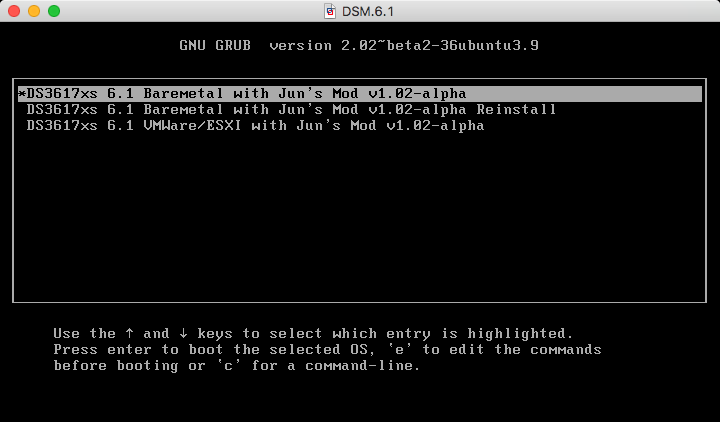 DSM.6.1
GNU GRUB  version 2.02~beta2-36ubuntu3.9
*DS3617xs 6.1 Baremetal with Jun's Mod v1.02-alpha
DS3617xs 6.1 Baremetal with Jun's Mod v1.02-alpha Reinstall
DS3617xs 6.1 VMWare/ESXI with Jun's Mod v1.02-alpha
Use the ↑ and ↓ keys to select which entry is highlighted.
Press enter to boot the selected OS, `e' to edit the commands
before booting or `c' for a command-line.